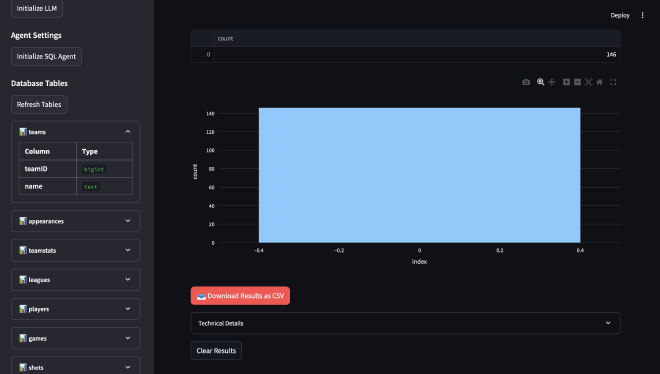 Initialize LLM
Deploy
Agent Settings
Initialize SQL Agent
Database Tables
Refresh Tables
teams
Column Type
teamID bigint
name text
appearances
teamstats
leagues
players
games
shots
count
0 146
140
120
100
80
60
40
20
0
count
−0.4 −0.2 0 0.2 0.4
index
Download Results as CSV
Technical Details
Clear Results